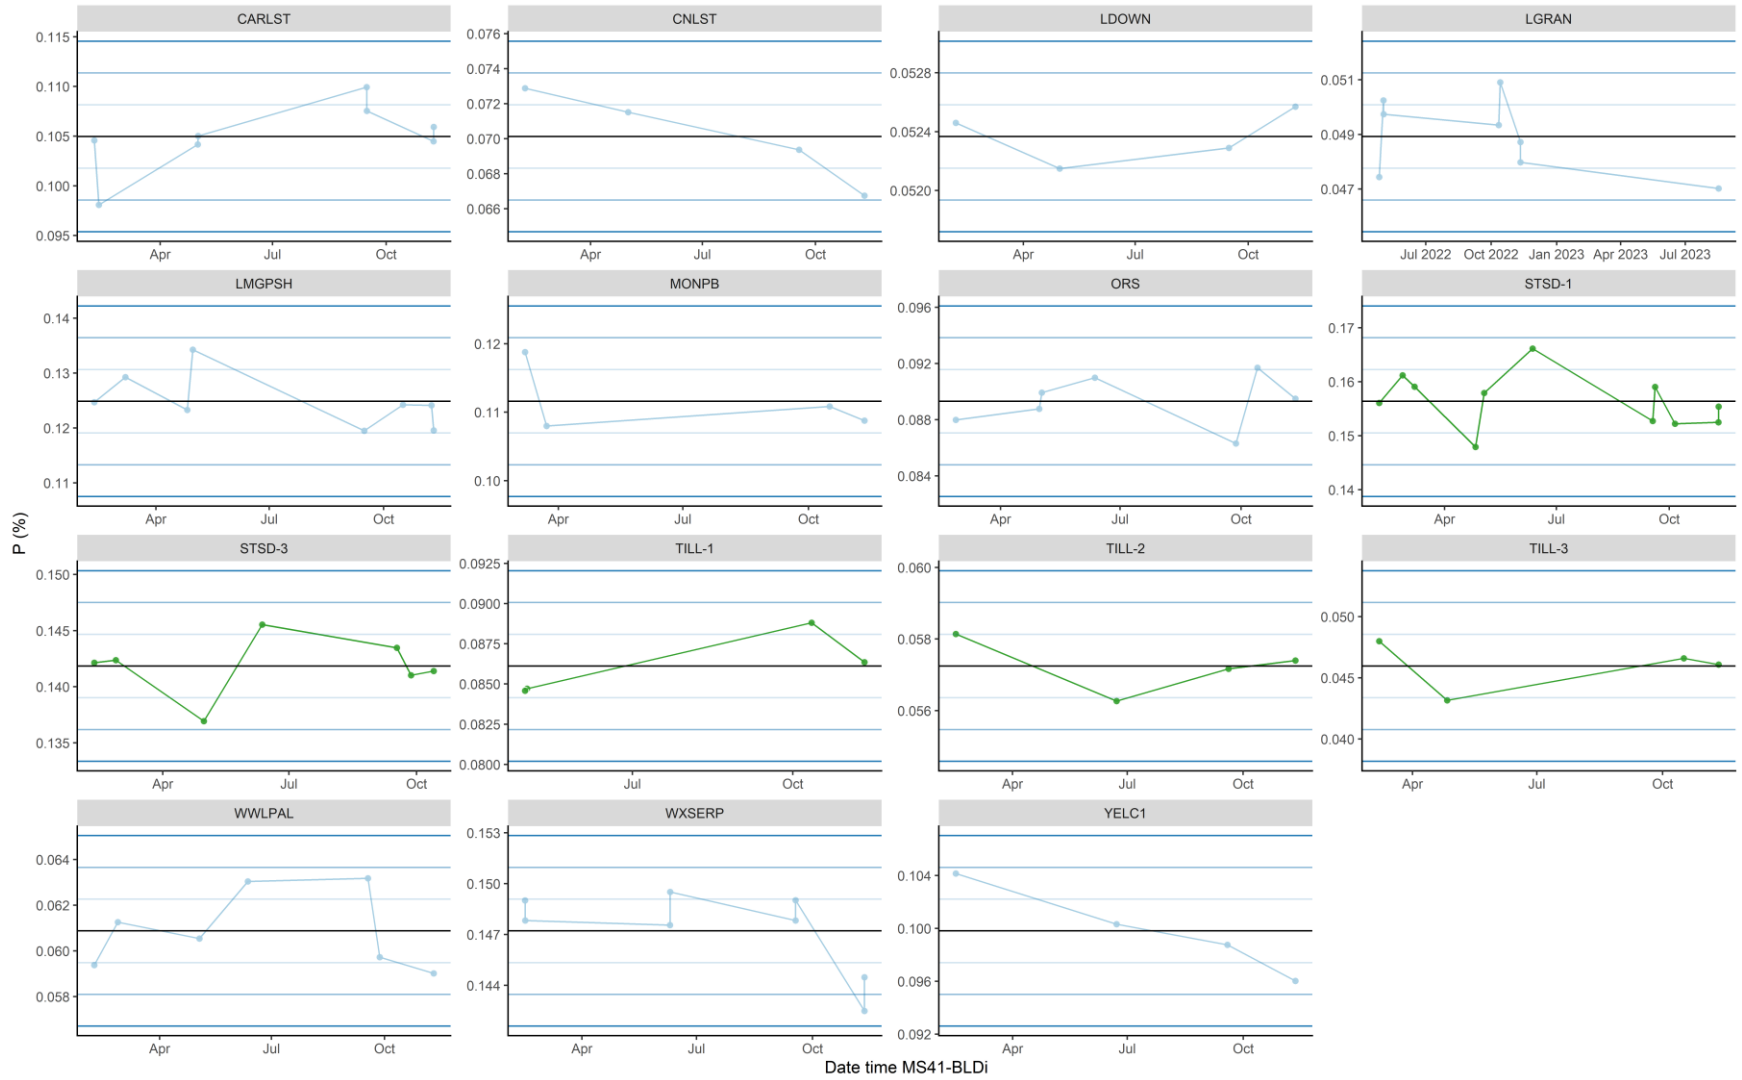 CARLST
CNLST
LDOWN
LGRAN
0.115
0.110
0.105
0.100
0.095
Apr Jul Oct
0.076
0.074
0.072
0.070
0.068
0.066
Apr Jul Oct
0.0528
0.0524
0.0520
Apr Jul Oct
0.051
0.049
0.047
Jul 2022 Oct 2022 Jan 2023 Apr 2023 Jul 2023
LMGPSH
MONPB
ORS
STSD-1
0.14
0.13
0.12
0.11
Apr Jul Oct
0.12
0.11
0.10
Apr Jul Oct
0.096
0.092
0.088
0.084
Apr Jul Oct
0.17
0.16
0.15
0.14
Apr Jul Oct
P (%)
STSD-3
TILL-1
TILL-2
TILL-3
0.150
0.145
0.140
0.135
Apr Jul Oct
0.0925
0.0900
0.0875
0.0850
0.0825
0.0800
Jul Oct
0.060
0.058
0.056
Apr Jul Oct
0.050
0.045
0.040
Apr Jul Oct
WWLPAL
WXSERP
YELC1
0.064
0.062
0.060
0.058
Apr Jul Oct
0.153
0.150
0.147
0.144
Apr Jul Oct
0.104
0.100
0.096
0.092
Apr Jul Oct
Date time MS41-BLDi